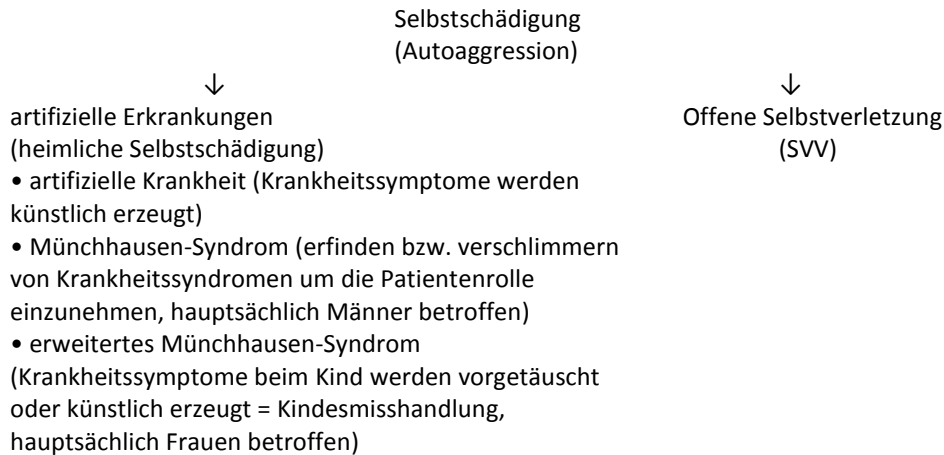 Selbstschädigung
(Autoaggression)
↓ ↓
artifizielle Erkrankungen Offene Selbstverletzung
(heimliche Selbstschädigung) (SVV)
• artifizielle Krankheit (Krankheitssymptome werden
künstlich erzeugt)
• Münchhausen-Syndrom (erfinden bzw. verschlimmern
von Krankheitssyndromen um die Patientenrolle
einzunehmen, hauptsächlich Männer betroffen)
• erweitertes Münchhausen-Syndrom
(Krankheitssymptome beim Kind werden vorgetäuscht
oder künstlich erzeugt = Kindesmisshandlung,
hauptsächlich Frauen betroffen)